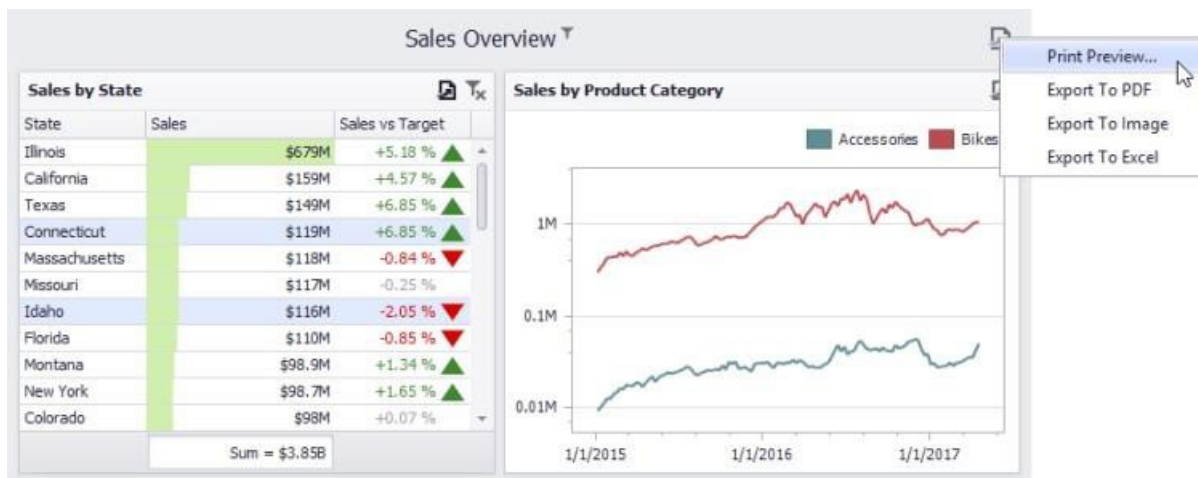 Sales Overview
Print Preview...
Export To PDF
Export To Image
Export To Excel
Sales by State
State Sales Sales vs Target
Illinois $679M +5.18 %
California $159M +4.57 %
Texas $149M +6.85 %
Connecticut $119M +6.85 %
Massachusetts $118M -0.84 %
Missouri $117M -0.25 %
Idaho $116M -2.05 %
Florida $110M -0.85 %
Montana $98.9M +1.34 %
New York $98.7M +1.65 %
Colorado $98M +0.07 %
Sum = $3.85B
Sales by Product Category
Accessories Bikes
1M
0.1M
0.01M
1/1/2015 1/1/2016 1/1/2017